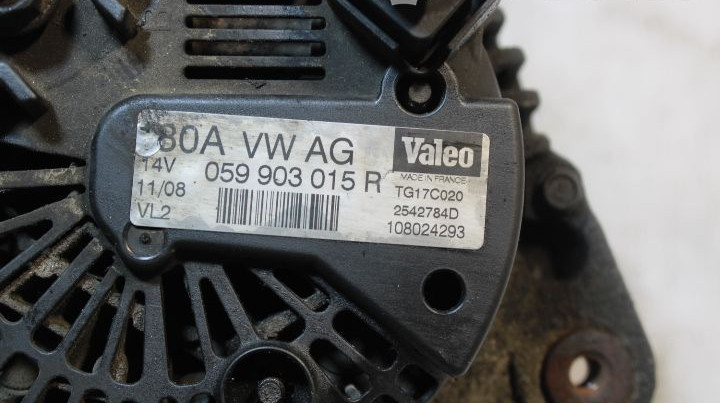 80A VW AG
Valeo
MADE IN FRANCE
14V 059 903 015 R
TG17C020
11/08
2542784D
VL2
108024293